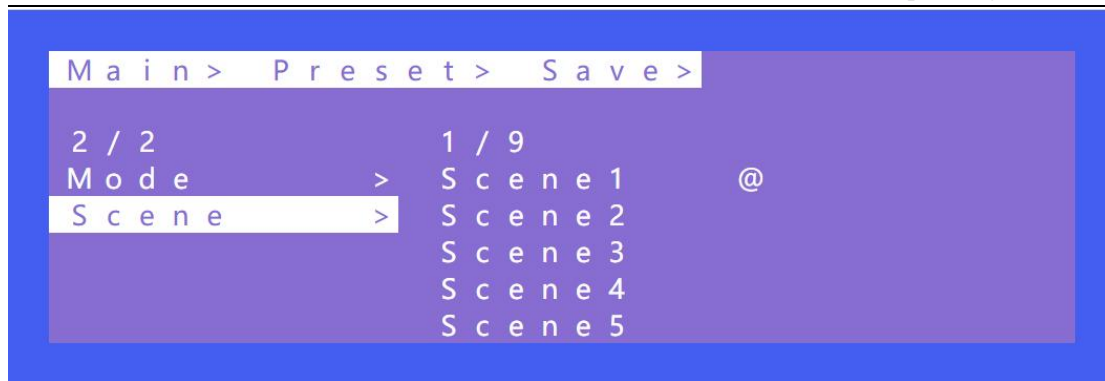 Main> Preset> Save>
2/2 1/9
Mode > Scene1 @
Scene > Scene2
Scene3
Scene4
Scene5